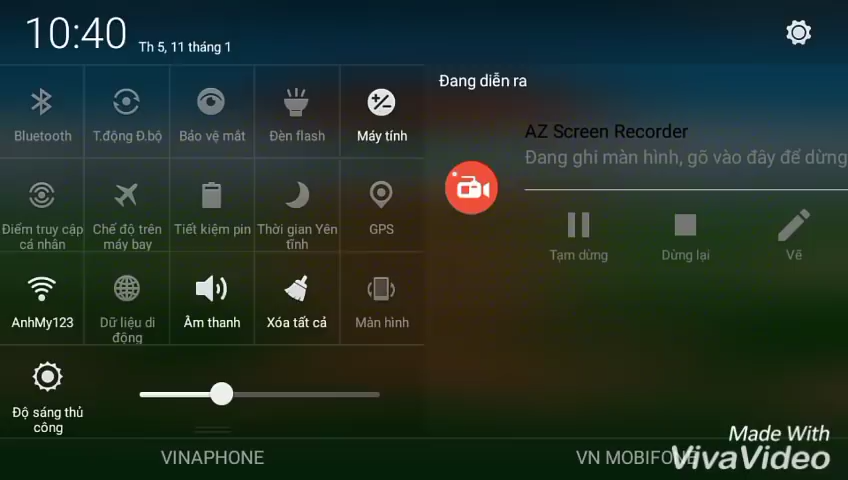 10:40
Th 5, 11 tháng 1
Bluetooth
T.động Đ.bộ
Bảo vệ mắt
Đèn flash
Máy tính
Điểm truy cập
cá nhân
Chế độ trên
máy bay
Tiết kiệm pin
Thời gian Yên
tĩnh
GPS
AnhMy123
Dữ liệu di
động
Âm thanh
Xóa tất cả
Màn hình
Độ sáng thủ
công
Đang diễn ra
AZ Screen Recorder
Đang ghi màn hình, gõ vào đây để dừng
Tạm dừng
Dừng lại
Vẽ
VINAPHONE
VN MOBIFONE
Made With
VivaVideo